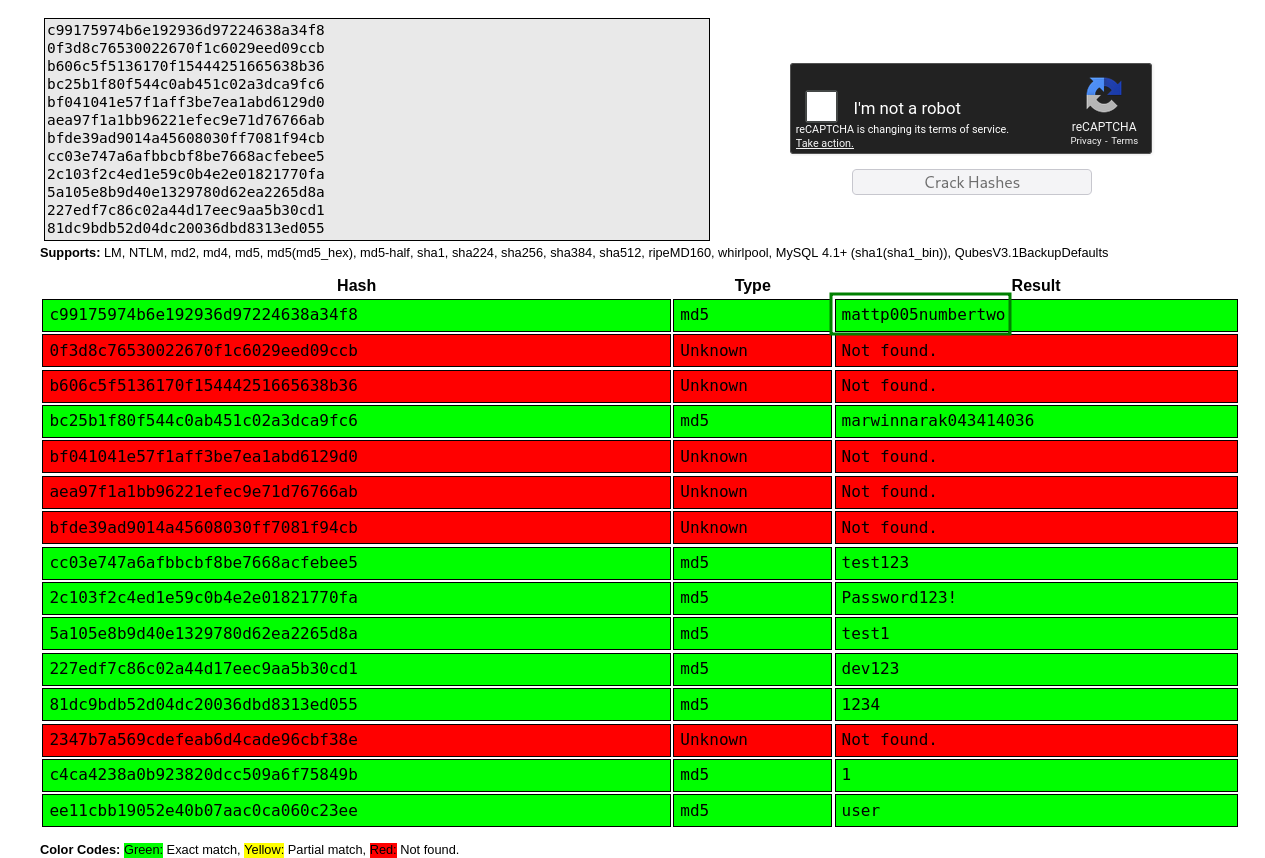 c99175974b6e192936d97224638a34f8
0f3d8c76530022670f1c6029eed09ccb
b606c5f5136170f15444251665638b36
bc25b1f80f544c0ab451c02a3dca9fc6
bf041041e57f1aff3be7ea1abd6129d0
aea97f1a1bb96221efec9e71d76766ab
bfde39ad9014a45608030ff7081f94cb
cc03e747a6afbbcbf8be7668acfebee5
2c103f2c4ed1e59c0b4e2e01821770fa
5a105e8b9d40e1329780d62ea2265d8a
227edf7c86c02a44d17eec9aa5b30cd1
81dc9bdb52d04dc20036dbd8313ed055
I'm not a robot
reCAPTCHA is changing its terms of service.
Take action.
reCAPTCHA
Privacy - Terms
Crack Hashes
Supports: LM, NTLM, md2, md4, md5, md5(md5_hex), md5-half, sha1, sha224, sha256, sha384, sha512, ripeMD160, whirlpool, MySQL 4.1+ (sha1(sha1_bin)), QubesV3.1BackupDefaults
Hash Type Result
c99175974b6e192936d97224638a34f8 md5 mattp005numbertwo
0f3d8c76530022670f1c6029eed09ccb Unknown Not found.
b606c5f5136170f15444251665638b36 Unknown Not found.
bc25b1f80f544c0ab451c02a3dca9fc6 md5 marwinnarak043414036
bf041041e57f1aff3be7ea1abd6129d0 Unknown Not found.
aea97f1a1bb96221efec9e71d76766ab Unknown Not found.
bfde39ad9014a45608030ff7081f94cb Unknown Not found.
cc03e747a6afbbcbf8be7668acfebee5 md5 test123
2c103f2c4ed1e59c0b4e2e01821770fa md5 Password123!
5a105e8b9d40e1329780d62ea2265d8a md5 test1
227edf7c86c02a44d17eec9aa5b30cd1 md5 dev123
81dc9bdb52d04dc20036dbd8313ed055 md5 1234
2347b7a569cdefeab6d4cade96cbf38e Unknown Not found.
c4ca4238a0b923820dcc509a6f75849b md5 1
ee11cbb19052e40b07aac0ca060c23ee md5 user
Color Codes: Green: Exact match, Yellow: Partial match, Red: Not found.